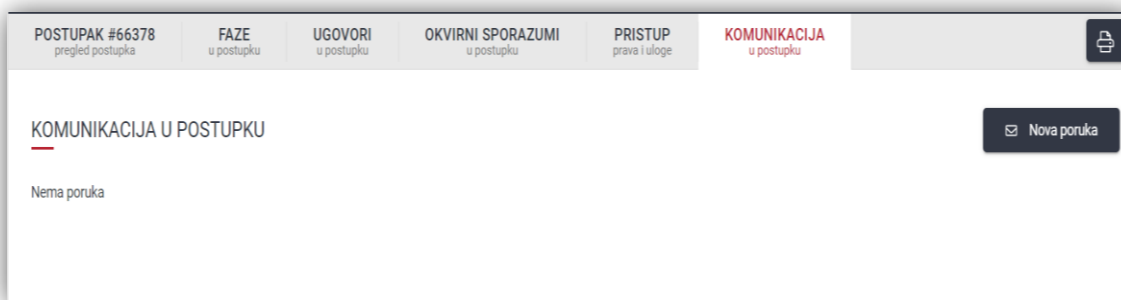 POSTUPAK #66378
pregled postupka
FAZE
u postupku
UGOVORI
u postupku
OKVIRNI SPORAZUMI
u postupku
PRISTUP
prava i uloge
KOMUNIKACIJA
u postupku
KOMUNIKACIJA U POSTUPKU
Nova poruka
Nema poruka